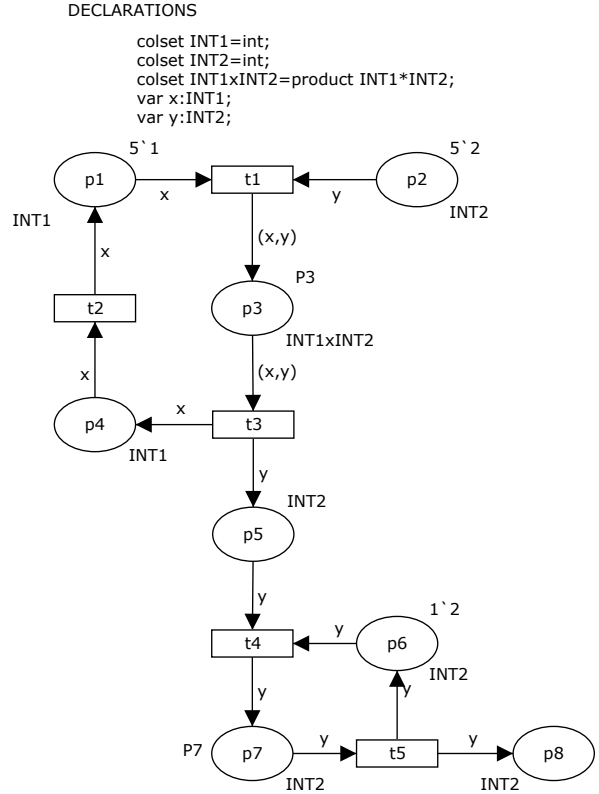 DECLARATIONS
colset INT1=int;
colset INT2=int;
colset INT1xINT2=product INT1*INT2;
var x:INT1;
var y:INT2;
5`1
5`2
p1
x
t1
y
p2
INT1
INT2
(x,y)
x
P3
t2
p3
INT1xINT2
x
(x,y)
p4
x
t3
INT1
y
INT2
p5
y
1`2
t4
y
p6
INT2
y
y
P7
p7
y
t5
y
p8
INT2
INT2